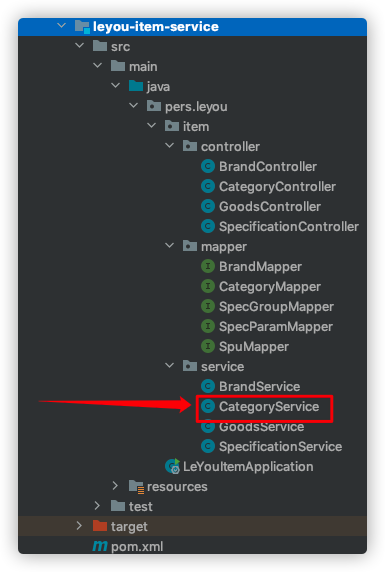 leyou-item-service
src
main
java
pers.leyou
item
controller
BrandController
CategoryController
GoodsController
SpecificationController
mapper
BrandMapper
CategoryMapper
SpecGroupMapper
SpecParamMapper
SpuMapper
service
BrandService
CategoryService
GoodsService
SpecificationService
LeYouItemApplication
resources
test
target
pom.xml